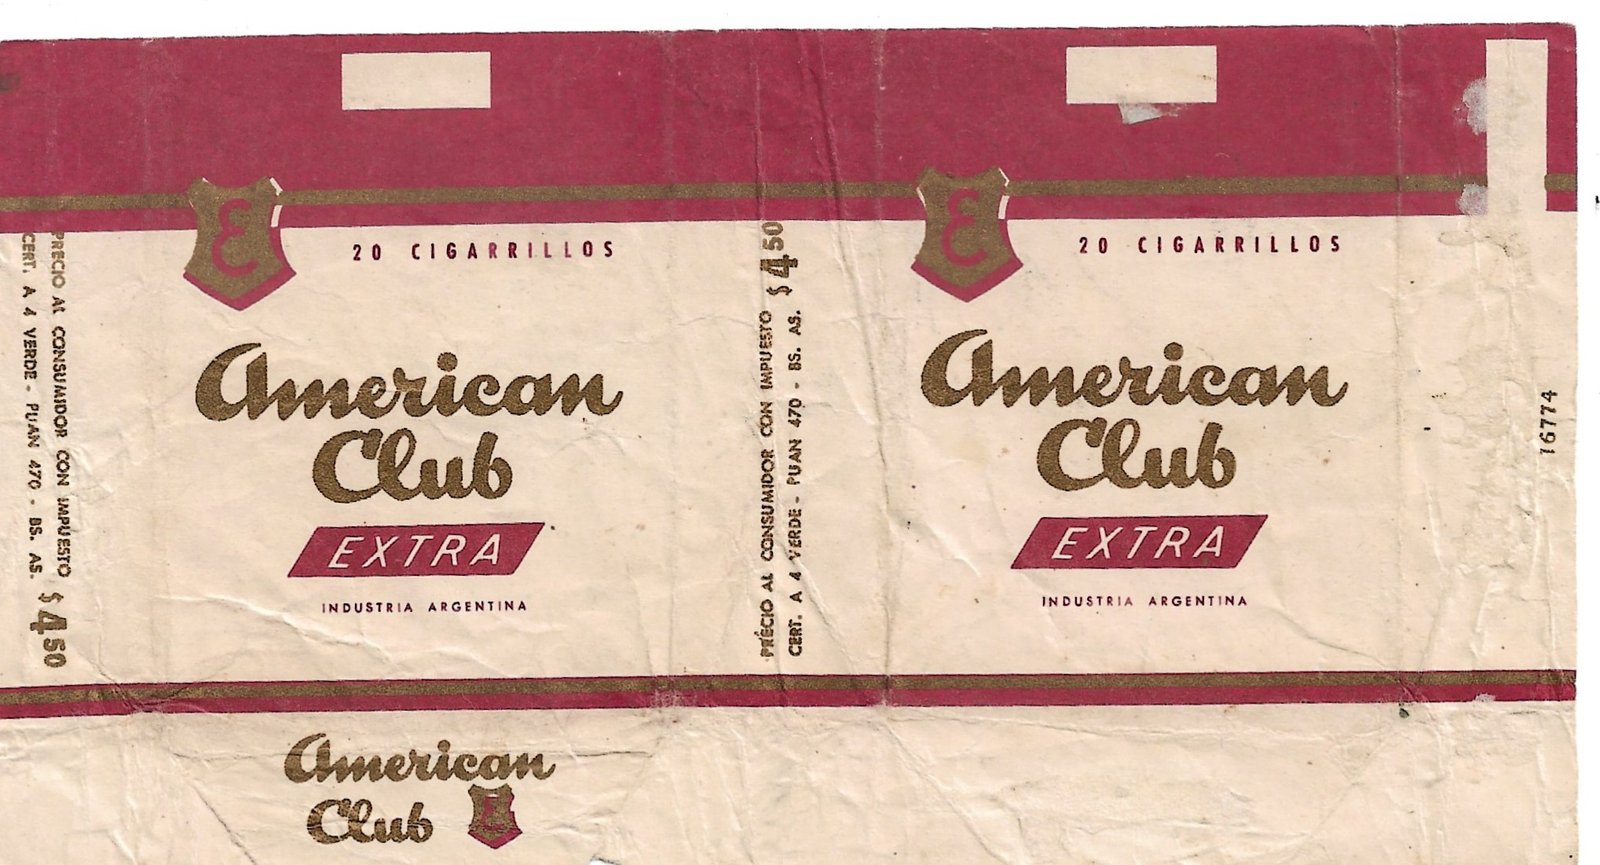 PRECIO AL CONSUMIDOR CON IMPUESTO $ 4.50
CERT. A 4 VERDE - PUAN 470 - BS. AS.
E
20 CIGARRILLOS
American
Club
EXTRA
INDUSTRIA ARGENTINA
PRECIO AL CONSUMIDOR CON IMPUESTO $ 4 50
CERT. A 4 VERDE - PUAN 470 - BS. AS.
E
20 CIGARRILLOS
American
Club
EXTRA
INDUSTRIA ARGENTINA
16774
American
Club E